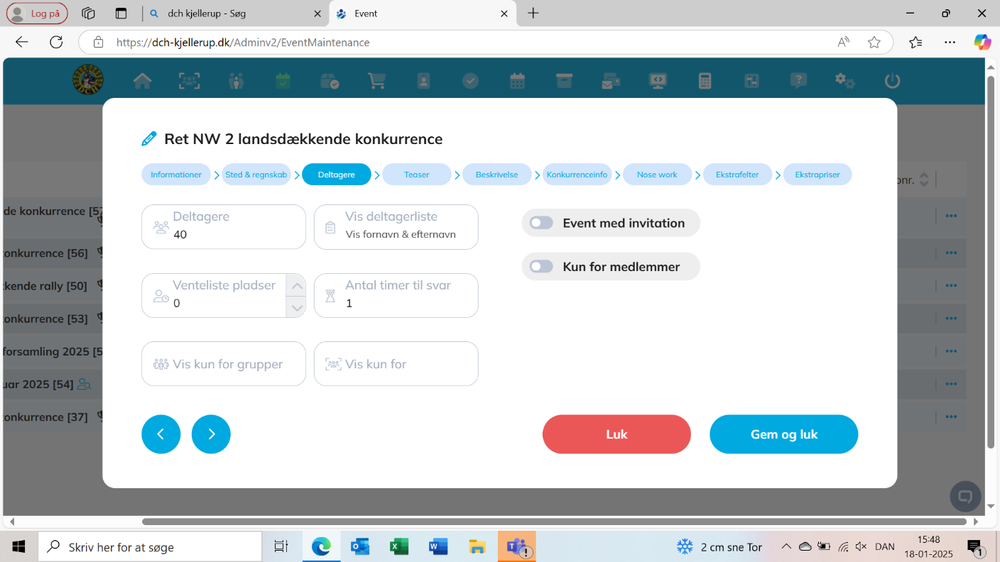 Log på
dch kjellerup - Søg
Event
https://dch-kjellerup.dk/Adminv2/EventMaintenance
Ret NW 2 landsdækkende konkurrence
Informationer
Sted & regnskab
Deltagere
Teaser
Beskrivelse
Konkurrenceinfo
Nose work
Ekstrafelter
Ekstrapriser
nr.
Deltagere
40
Vis deltagerliste
Vis fornavn & efternavn
Event med invitation
Kun for medlemmer
Venteliste pladser
0
Antal timer til svar
1
Vis kun for grupper
Vis kun for
de konkurrence [57
konkurrence [56]
kkende rally [50]
konkurrence [53]
forsamling 2025 [5
uar 2025 [54]
konkurrence [37]
Luk
Gem og luk
Skriv her for at søge
2 cm sne Tor
DAN
15:48
18-01-2025
1